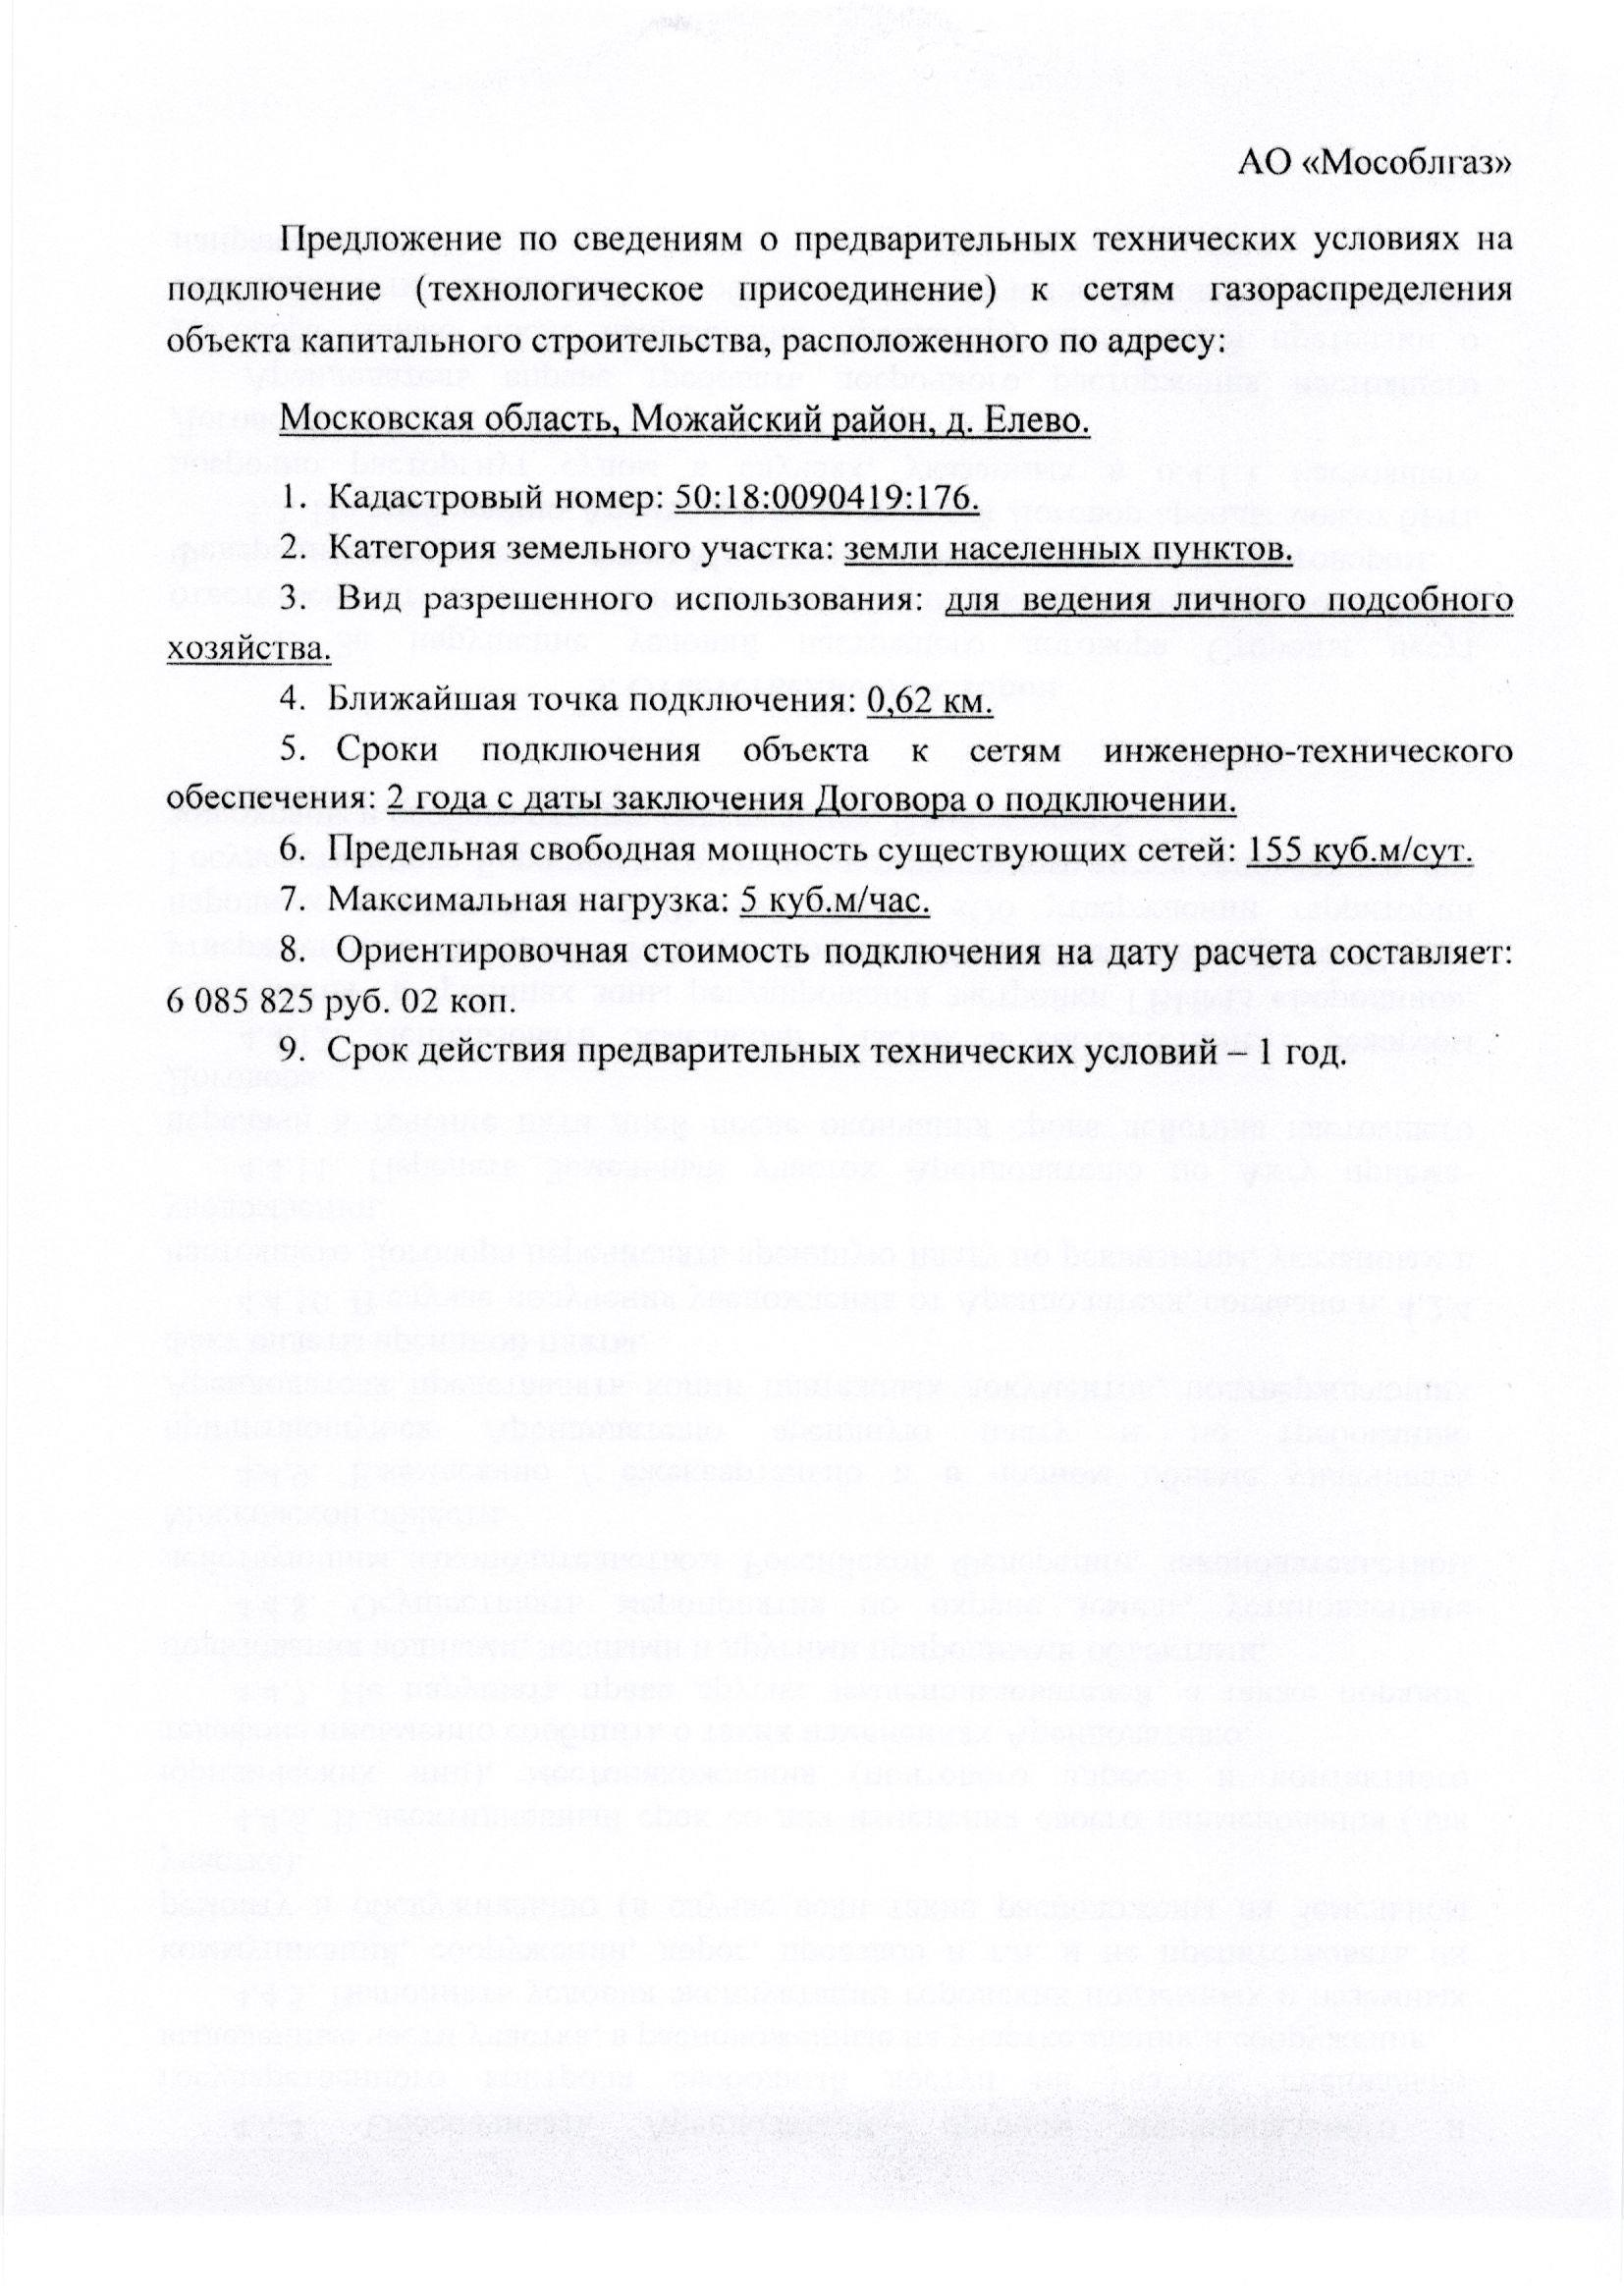 АО «Мособлгаз»
Предложение по сведениям о предварительных технических условиях на
подключение (технологическое присоединение) к сетям газораспределения
объекта капитального строительства, расположенного по адресу:
Московская область, Можайский район, д. Елево.
1. Кадастровый номер: 50:18:0090419:176.
2. Категория земельного участка: земли населенных пунктов.
3. Вид разрешенного использования: для ведения личного подсобного
хозяйства.
4. Ближайшая точка подключения: 0,62 км.
5. Сроки подключения объекта к сетям инженерно-технического
обеспечения: 2 года с даты заключения Договора о подключении.
6. Предельная свободная мощность существующих сетей: 155 куб.м/сут.
7. Максимальная нагрузка: 5 куб.м/час.
8. Ориентировочная стоимость подключения на дату расчета составляет:
6 085 825 руб. 02 коп.
9. Срок действия предварительных технических условий – 1 год.